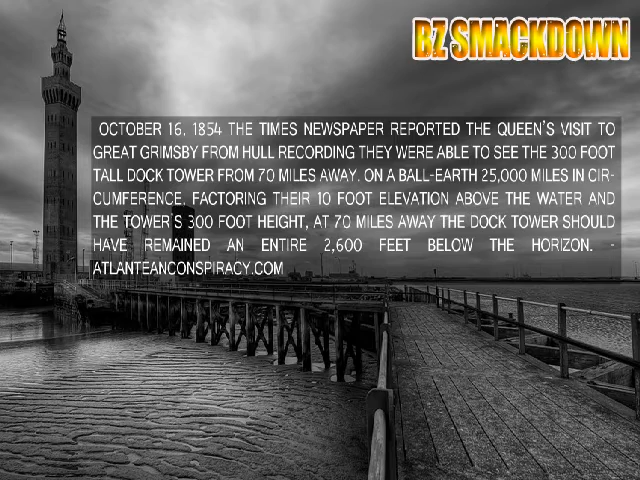 BZ SMACKDOWN
OCTOBER 16, 1854 THE TIMES NEWSPAPER REPORTED THE QUEEN'S VISIT TO
GREAT GRIMSBY FROM HULL RECORDING THEY WERE ABLE TO SEE THE 300 FOOT
TALL DOCK TOWER FROM 70 MILES AWAY. ON A BALL-EARTH 25,000 MILES IN CIR-
CUMFERENCE, FACTORING THEIR 10 FOOT ELEVATION ABOVE THE WATER AND
THE TOWER'S 300 FOOT HEIGHT, AT 70 MILES AWAY THE DOCK TOWER SHOULD
HAVE REMAINED AN ENTIRE 2,600 FEET BELOW THE HORIZON. -
ATLANTEANCONSPIRACY.COM